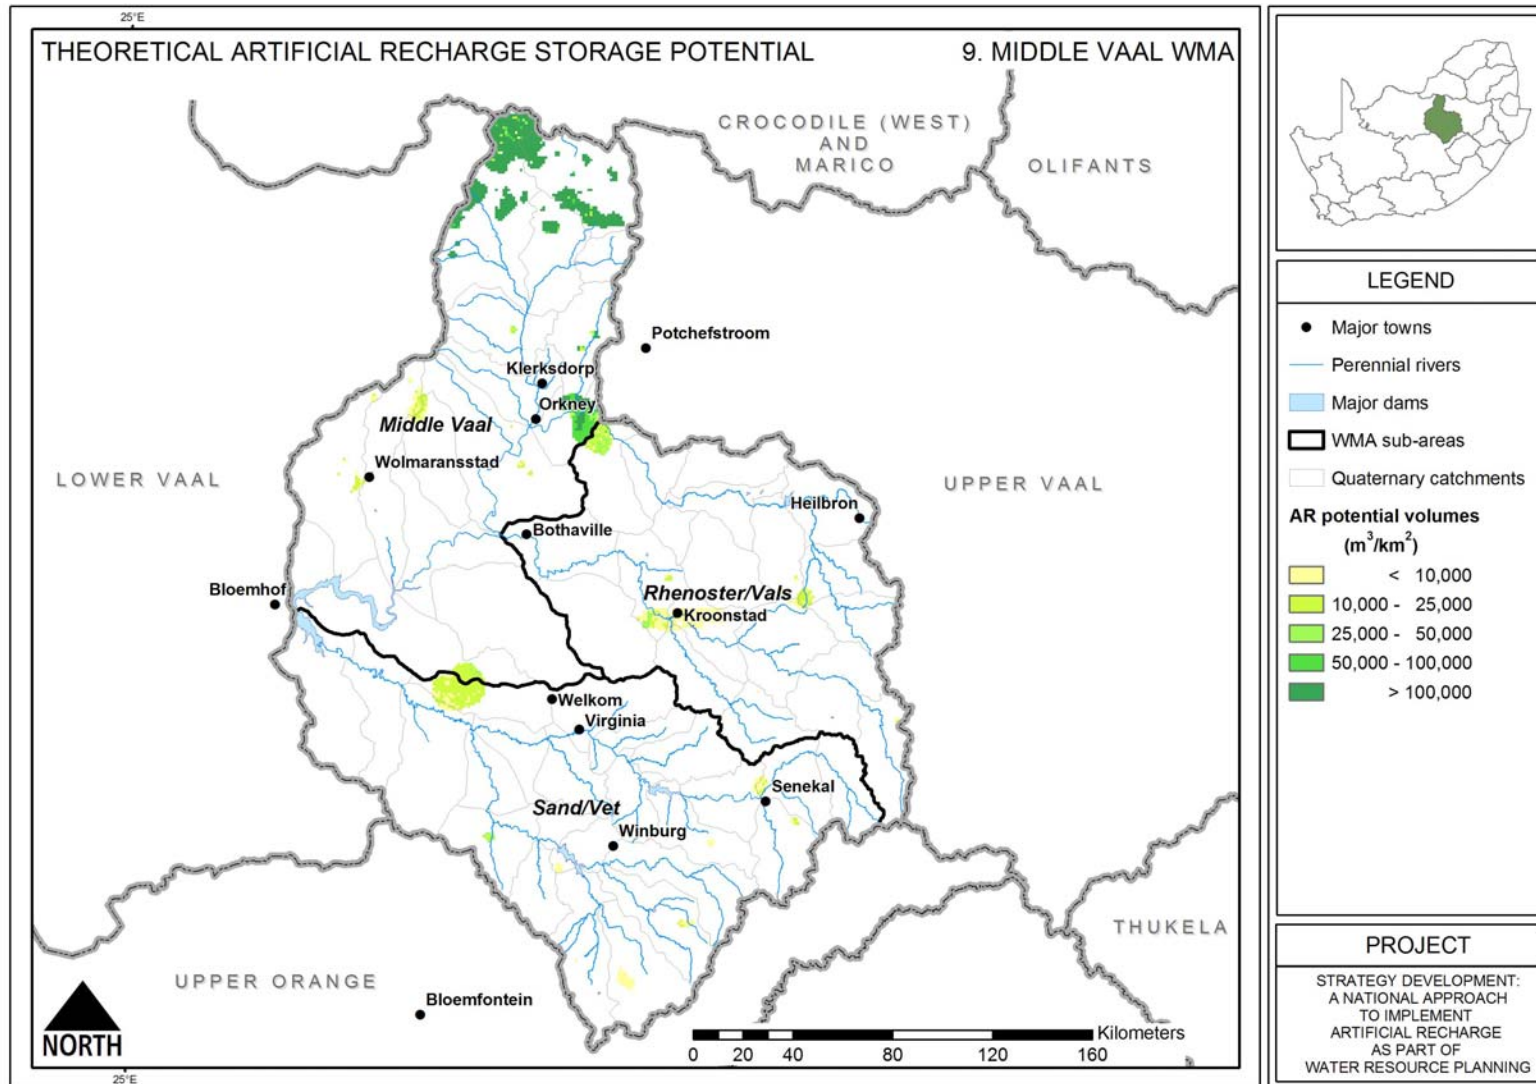 25°E
THEORETICAL ARTIFICIAL RECHARGE STORAGE POTENTIAL
9. MIDDLE VAAL WMA
CROCODILE (WEST)
AND
MARICO
OLIFANTS
Potchefstroom
Klerksdorp
Orkney
Middle Vaal
Wolmaransstad
LOWER VAAL
UPPER VAAL
Heilbron
Bothaville
Bloemhof
Rhenoster/Vals
Kroonstad
Welkom
Virginia
Senekal
Sand/Vet
Winburg
THUKELA
UPPER ORANGE
Bloemfontein
NORTH
Kilometers
0 20 40 80 120 160
25°E
LEGEND
Major towns
Perennial rivers
Major dams
WMA sub-areas
Quaternary catchments
AR potential volumes
(m³/km²)
< 10,000
10,000 - 25,000
25,000 - 50,000
50,000 - 100,000
> 100,000
PROJECT
STRATEGY DEVELOPMENT:
A NATIONAL APPROACH
TO IMPLEMENT
ARTIFICIAL RECHARGE
AS PART OF
WATER RESOURCE PLANNING